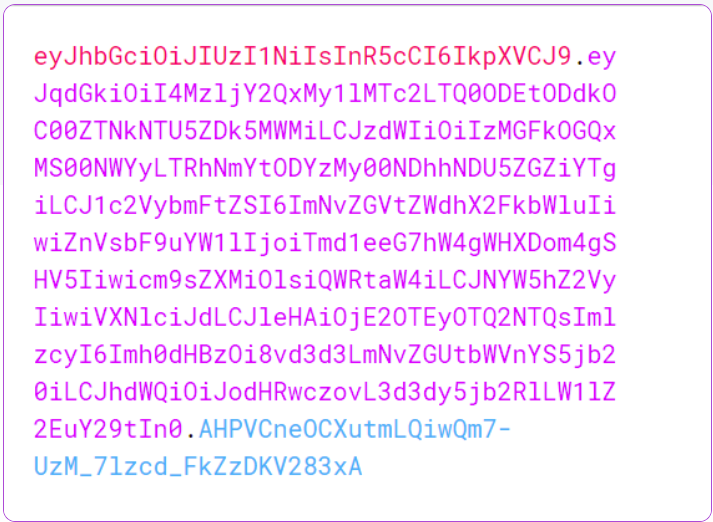 eyJhbGciOiJIUzI1NiIsInR5cCI6IkpXVCJ9.ey
JqdGkiOiI4MzljY2QxMy1lMTc2LTQ0ODEtODdkO
C00ZTNkNTU5ZDk5MWMiLCJzdWIiOiIzMGFkOGQx
MS00NWYyLTRhNmYtODYzMy00NDhhNDU5ZGZiYTg
iLCJ1c2VybmFtZSI6ImNvZGVtZWdhX2FkbWluIi
wiZnVsbF9uYW1lIjoiTmd1eeG7hW4gWHXDom4gS
HV5Iiwicm9sZXMiOlsiQWRtaW4iLCJNYW5hZ2Vy
IiwiVXNlciJdLCJleHAiOjE2OTEyOTQ2NTQsIml
zcyI6Imh0dHBzOi8vd3d3LmNvZGUtbWVnYS5jb2
0iLCJhdWQiOiJodHRwczovL3d3dy5jb2RlLW1lZ
2EuY29tIn0.AHPVCneOCXutmLQiwQm7-
UzM_7lzcd_FkZzDKV283xA